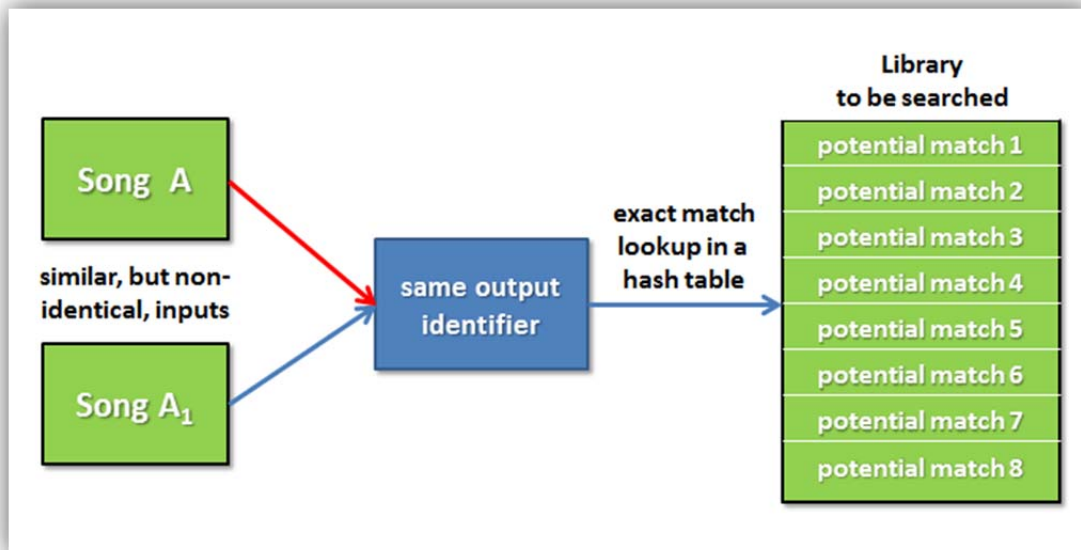 Song A
similar, but non-
identical, inputs
Song A₁
same output
identifier
exact match
lookup in a
hash table
Library
to be searched
potential match 1
potential match 2
potential match 3
potential match 4
potential match 5
potential match 6
potential match 7
potential match 8